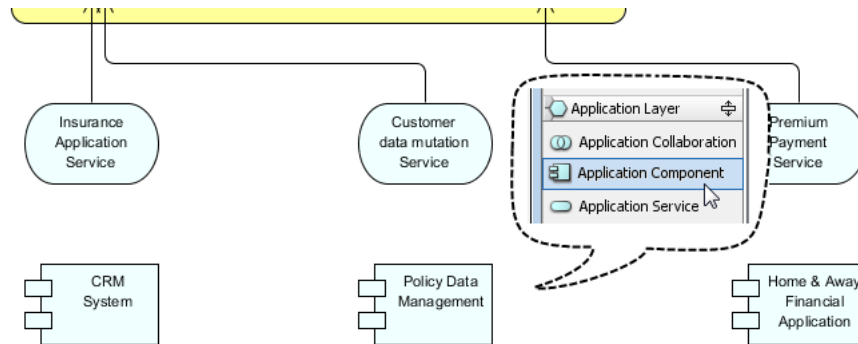 Insurance
Application
Service
Customer
data mutation
Service
Application Layer
Application Collaboration
Application Component
Application Service
Premium
Payment
Service
CRM
System
Policy Data
Management
Home & Away
Financial
Application